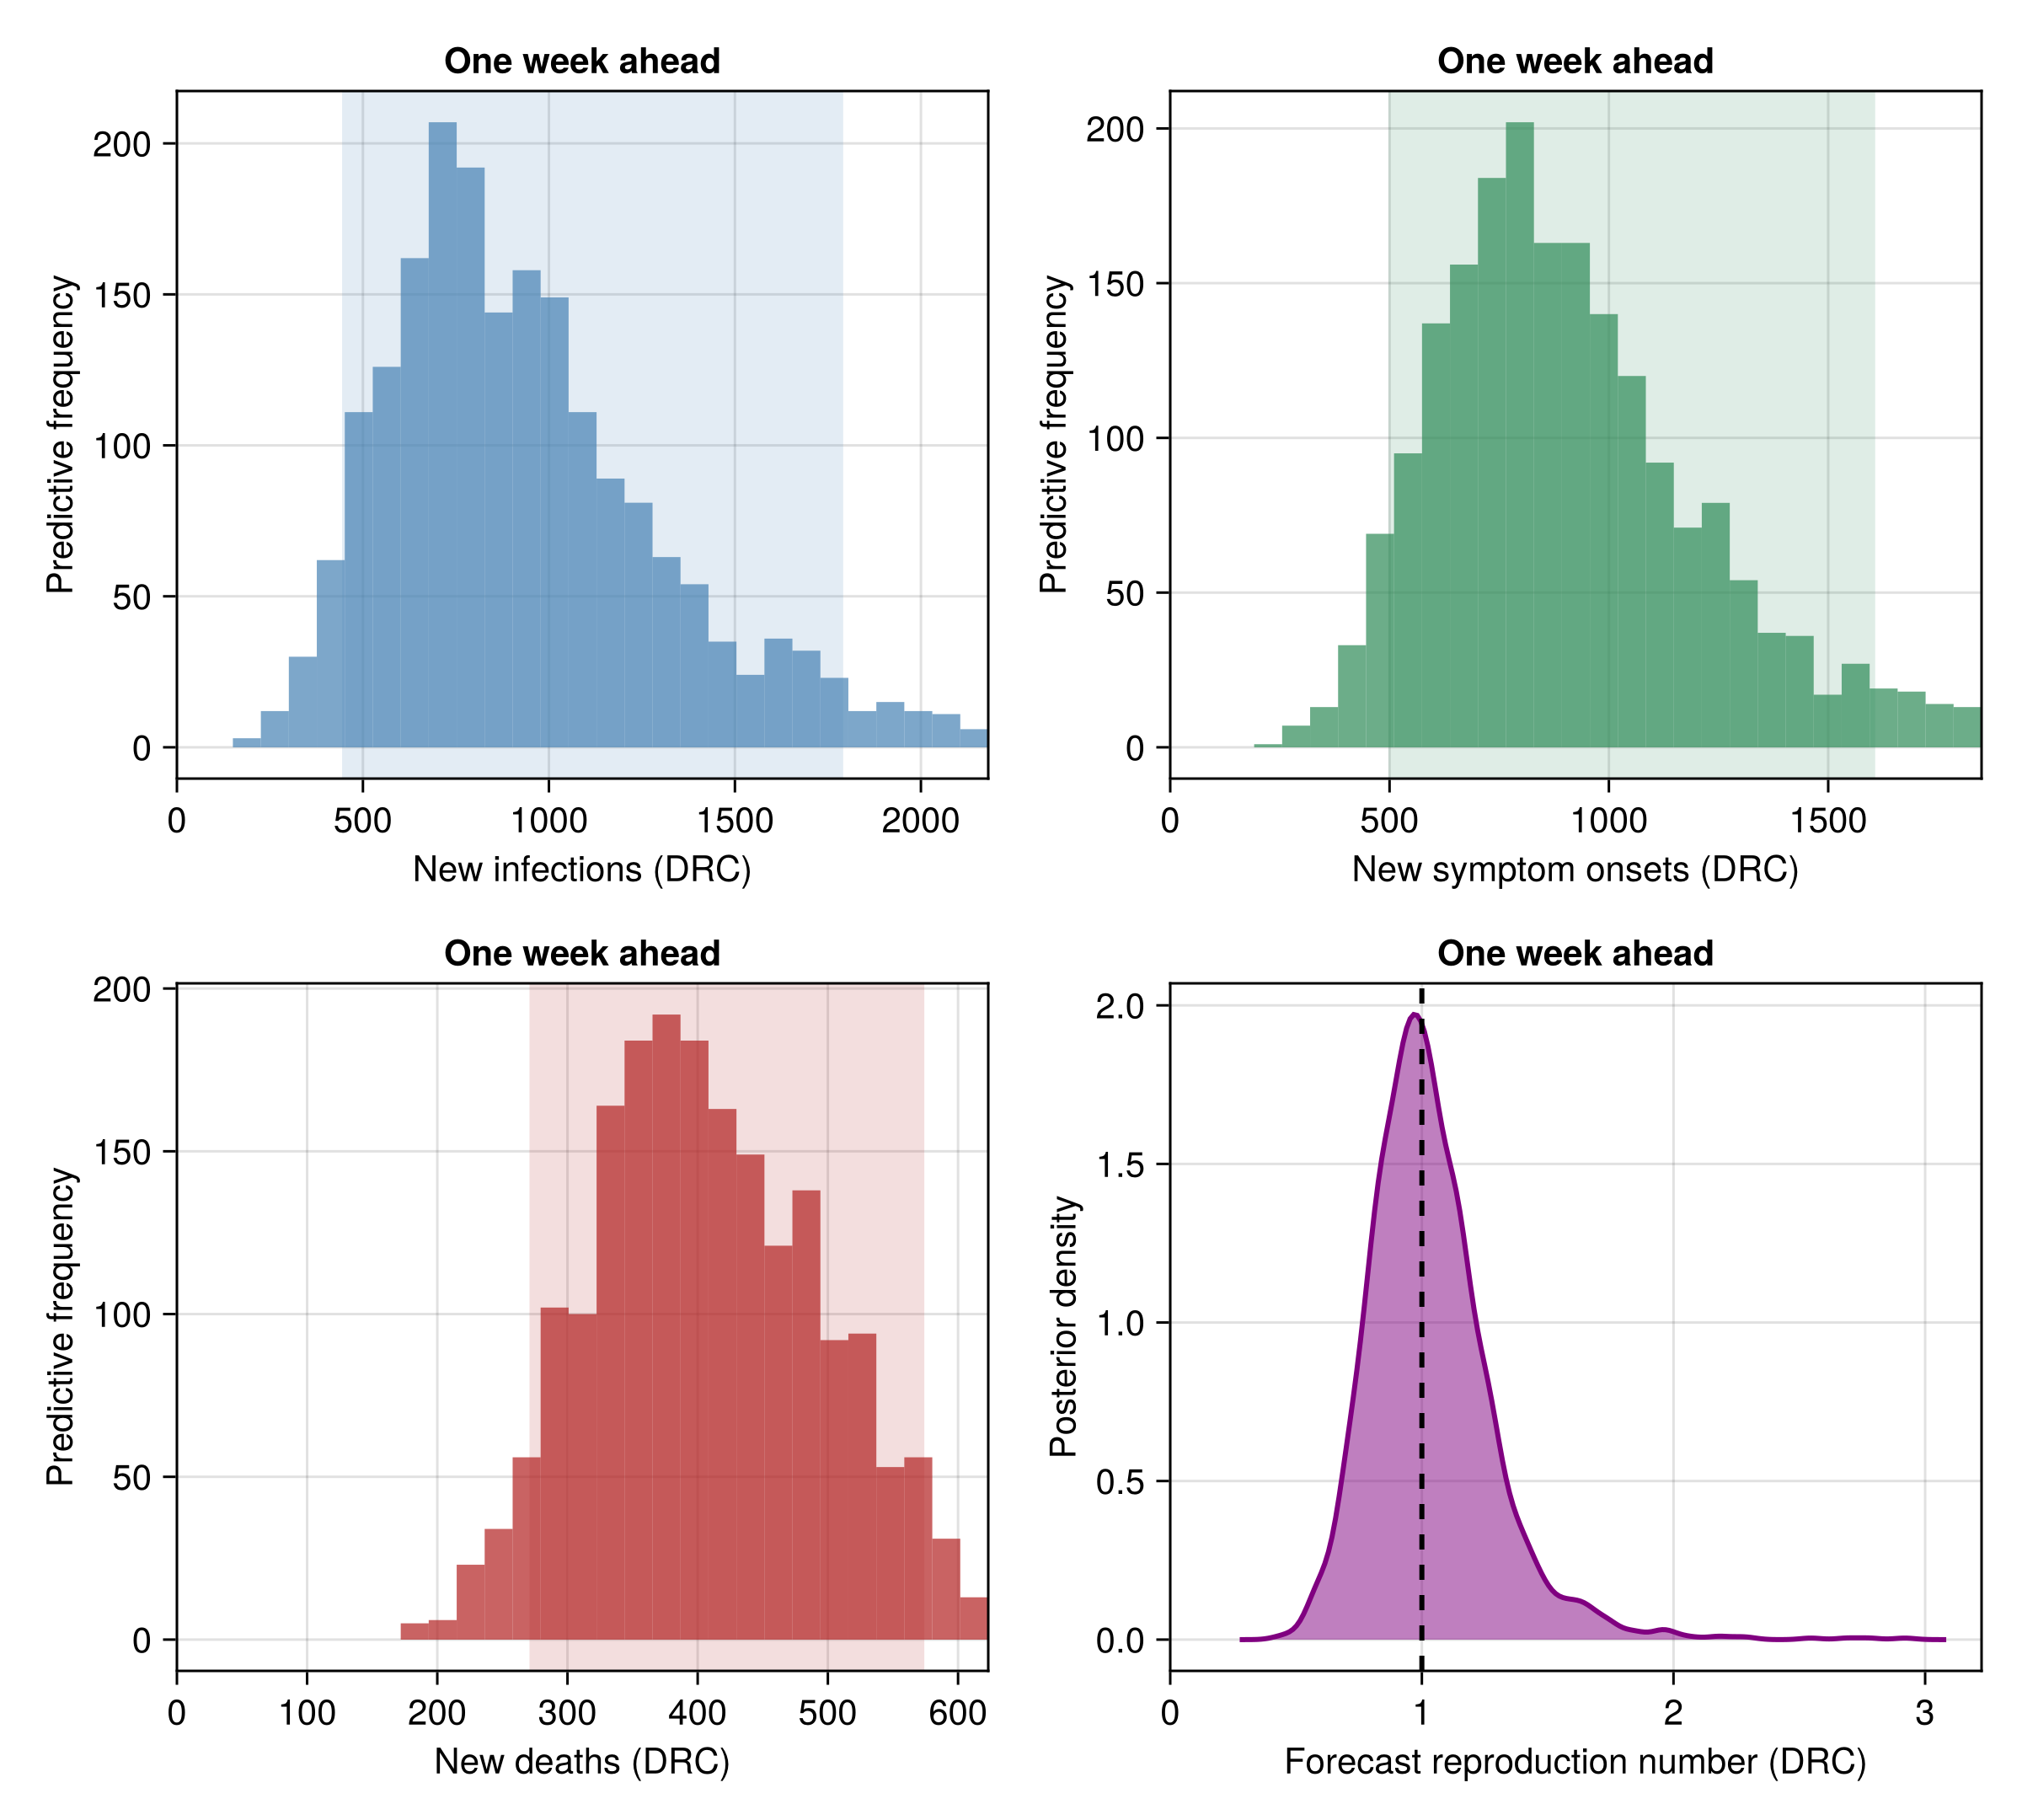 One week ahead
200
150
100
50
0
Predictive frequency
0 500 1000 1500 2000
New infections (DRC)
One week ahead
200
150
100
50
0
Predictive frequency
0 500 1000 1500
New symptom onsets (DRC)
One week ahead
200
150
100
50
0
Predictive frequency
0 100 200 300 400 500 600
New deaths (DRC)
One week ahead
2.0
1.5
1.0
0.5
0.0
Posterior density
0 1 2 3
Forecast reproduction number (DRC)